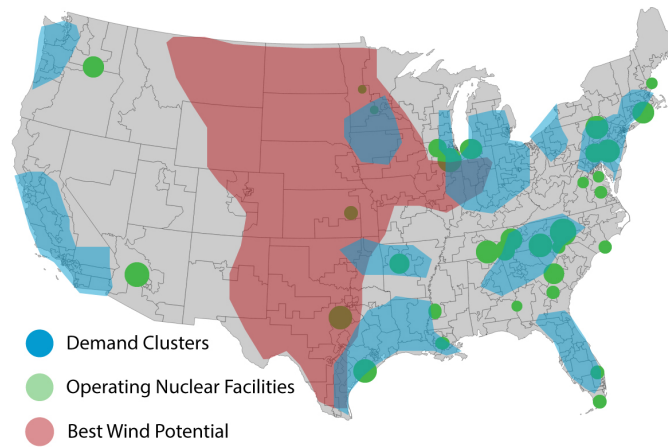 Demand Clusters
Operating Nuclear Facilities
Best Wind Potential